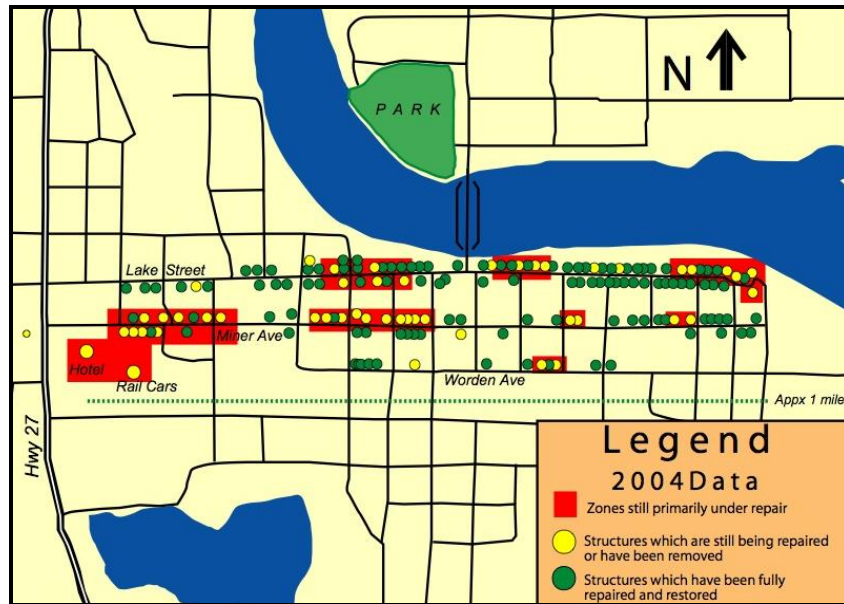 N
PARK
Lake Street
Miner Ave
Hotel
Rail Cars
Worden Ave
Appx 1 mile
Hwy 27
Legend
2004Data
Zones still primarily under repair
Structures which are still being repaired
or have been removed
Structures which have been fully
repaired and restored